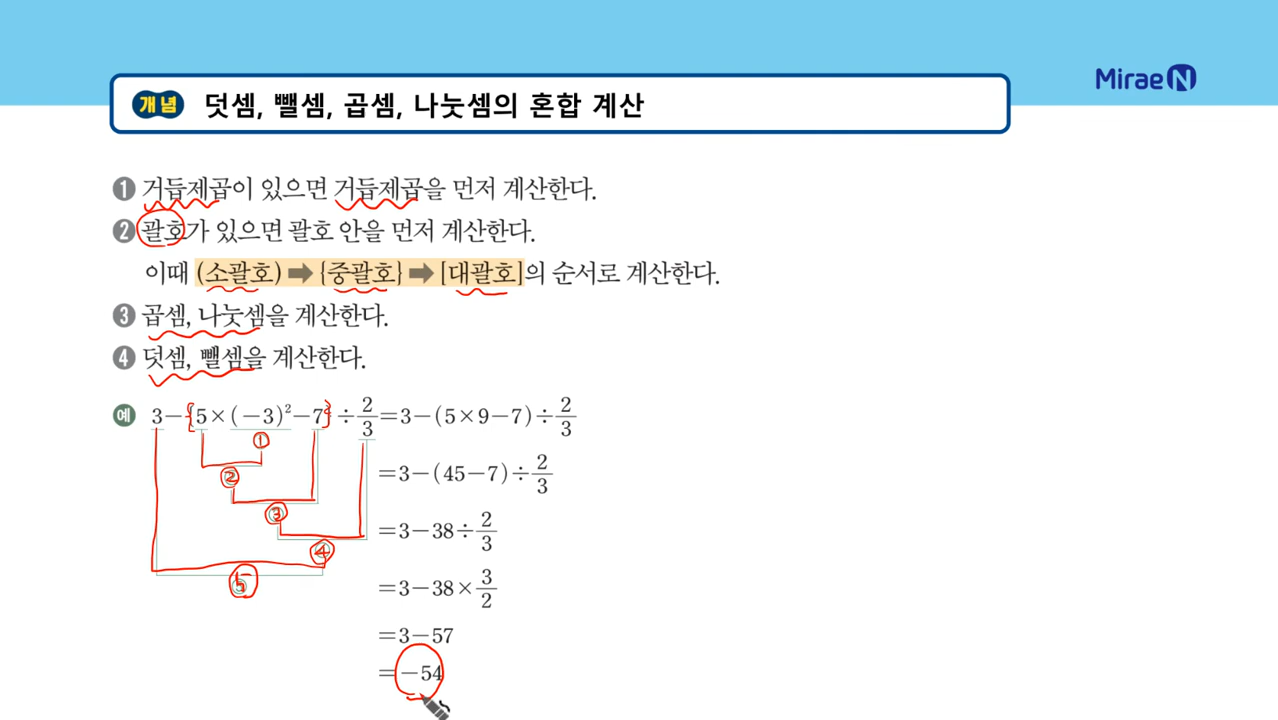 Mirae N
개념 덧셈, 뺄셈, 곱셈, 나눗셈의 혼합 계산
❶ 거듭제곱이 있으면 거듭제곱을 먼저 계산한다.
❷ 괄호가 있으면 괄호 안을 먼저 계산한다.
이때 (소괄호) ➡ {중괄호} ➡ [대괄호]의 순서로 계산한다.
❸ 곱셈, 나눗셈을 계산한다.
❹ 덧셈, 뺄셈을 계산한다.
예 3-{5×(-3)²-7}÷2/3=3-(5×9-7)÷2/3
①
=3-(45-7)÷2/3
②
③
=3-38÷2/3
④
⑤
=3-38×3/2
=3-57
=-54